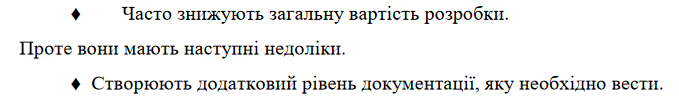 ♦ Часто знижують загальну вартість розробки.
Проте вони мають наступні недоліки.
♦ Створюють додатковий рівень документації, яку необхідно вести.